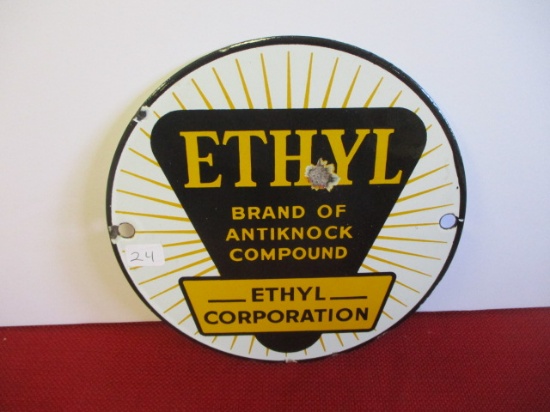 ETHYL
BRAND OF
ANTIKNOCK
COMPOUND
ETHYL
CORPORATION
24